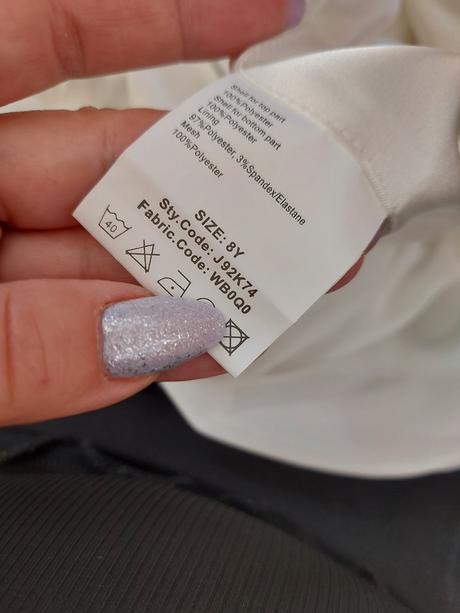 Shell for top part
100%Polyester
Shell for bottom part
100%Polyester
Lining
97%Polyester, 3%Spandex/Elastane
Mesh
100%Polyester
SIZE: 8Y
Sty.Code: J92K74
Fabric.Code: WB0Q0
40